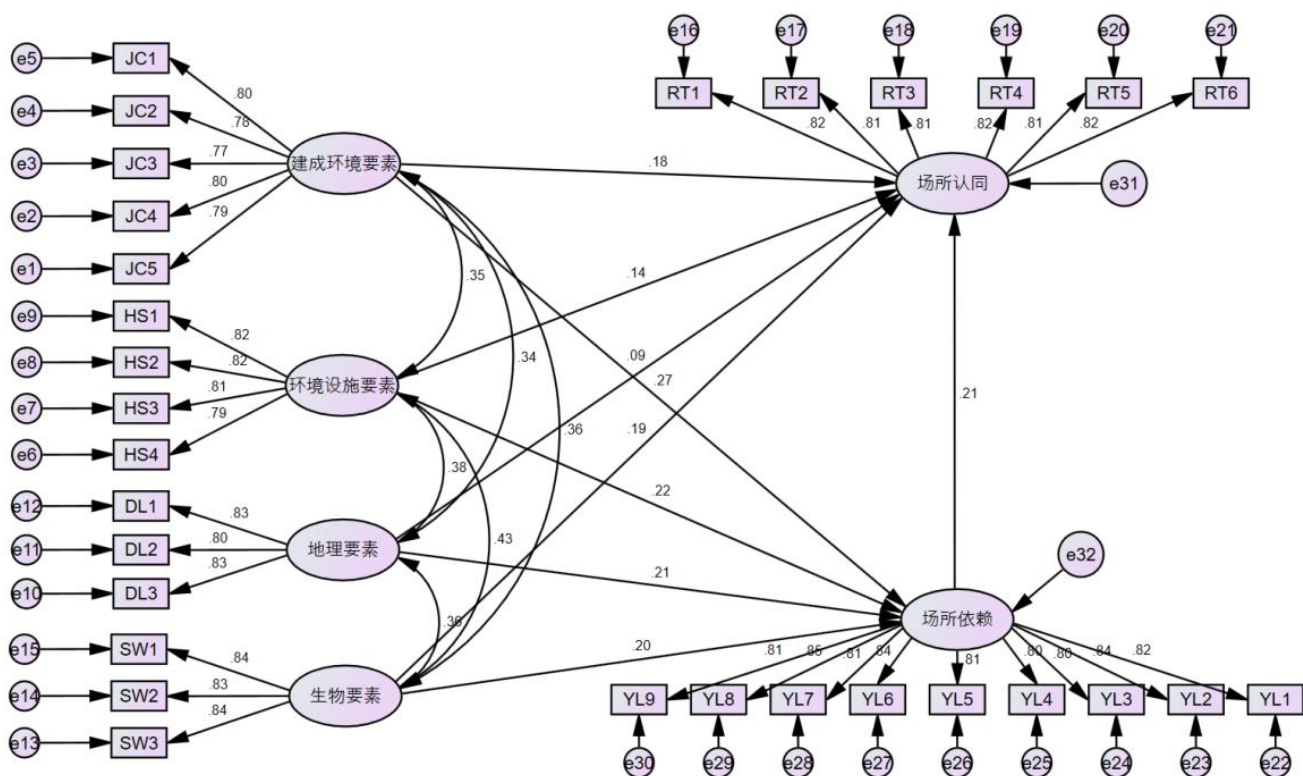 e16 e17 e18 e19 e20 e21
e5 JC1
RT1 RT2 RT3 RT4 RT5 RT6
.80
e4 JC2
.78
.82 .81 .81 .82 .81 .82
e3 JC3 .77
建成环境要素
.18
场所认同
e31
.80
e2 JC4
.79
e1 JC5
.35
.14
e9 HS1
.82
e8 HS2
.82
.34
.09
e7 HS3
.81
环境设施要素
.27
.21
e6 HS4
.79
.36
.19
.38
.22
e12 DL1
.83
.43
e11 DL2
.80
地理要素
e32
e10 DL3
.83
.21
场所依赖
e15 SW1
.84
.20
.81 .85 .81 .84 .81 .80 .80 .84 .82
e14 SW2
.83
生物要素
YL9 YL8 YL7 YL6 YL5 YL4 YL3 YL2 YL1
e13 SW3
.84
e30 e29 e28 e27 e26 e25 e24 e23 e22